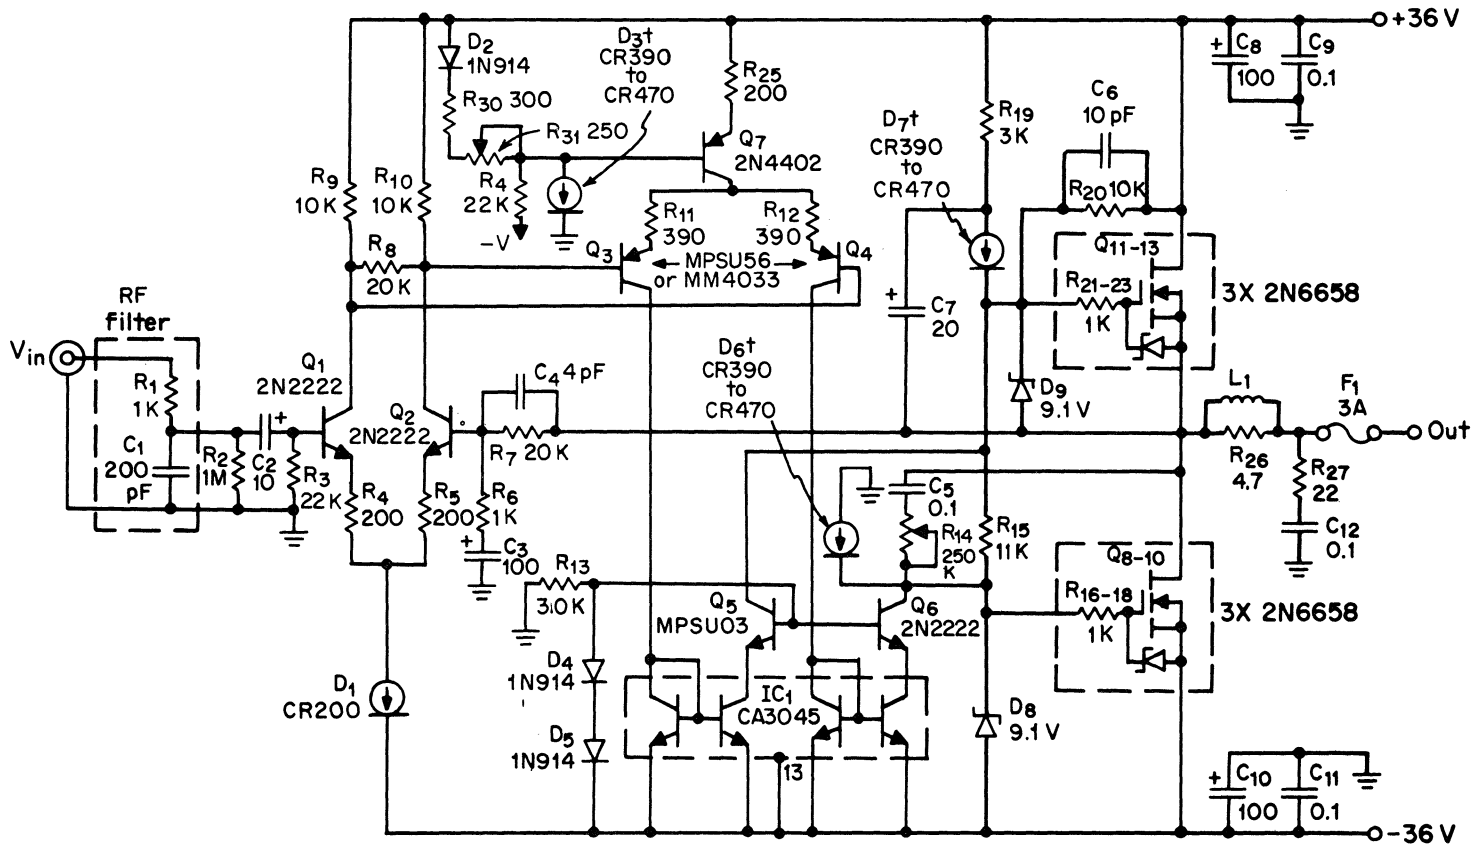 +36 V
D2
1N914
D3†
CR390
to
CR470
R30 300
R31 250
R25
200
Q7
2N4402
R4
22K
-V
R9
10K
R10
10K
R8
20K
R11
390
R12
390
Q3
Q4
MPSU56
or MM4033
D7†
CR390
to
CR470
R19
3K
C6
10 pF
R20 10K
C8
100
C9
0.1
+
Q11-13
R21-23
1K
3X 2N6658
C7
20
+
D9
9.1 V
RF
filter
Vin
R1
1K
C1
200
pF
R2
1M
C2
10
+
R3
22K
Q1
2N2222
Q2
2N2222
R4
200
R5
200
C4 4pF
R7 20K
R6
1K
+
C3
100
D6†
CR390
to
CR470
C5
0.1
R14
250
K
R15
11K
L1
R26
4.7
F1
3A
Out
R27
22
C12
0.1
Q8-10
R16-18
1K
3X 2N6658
R13
3.0K
Q5
MPSU03
Q6
2N2222
D4
1N914
D5
1N914
IC1
CA3045
13
D1
CR200
D8
9.1 V
+
C10
100
C11
0.1
-36 V